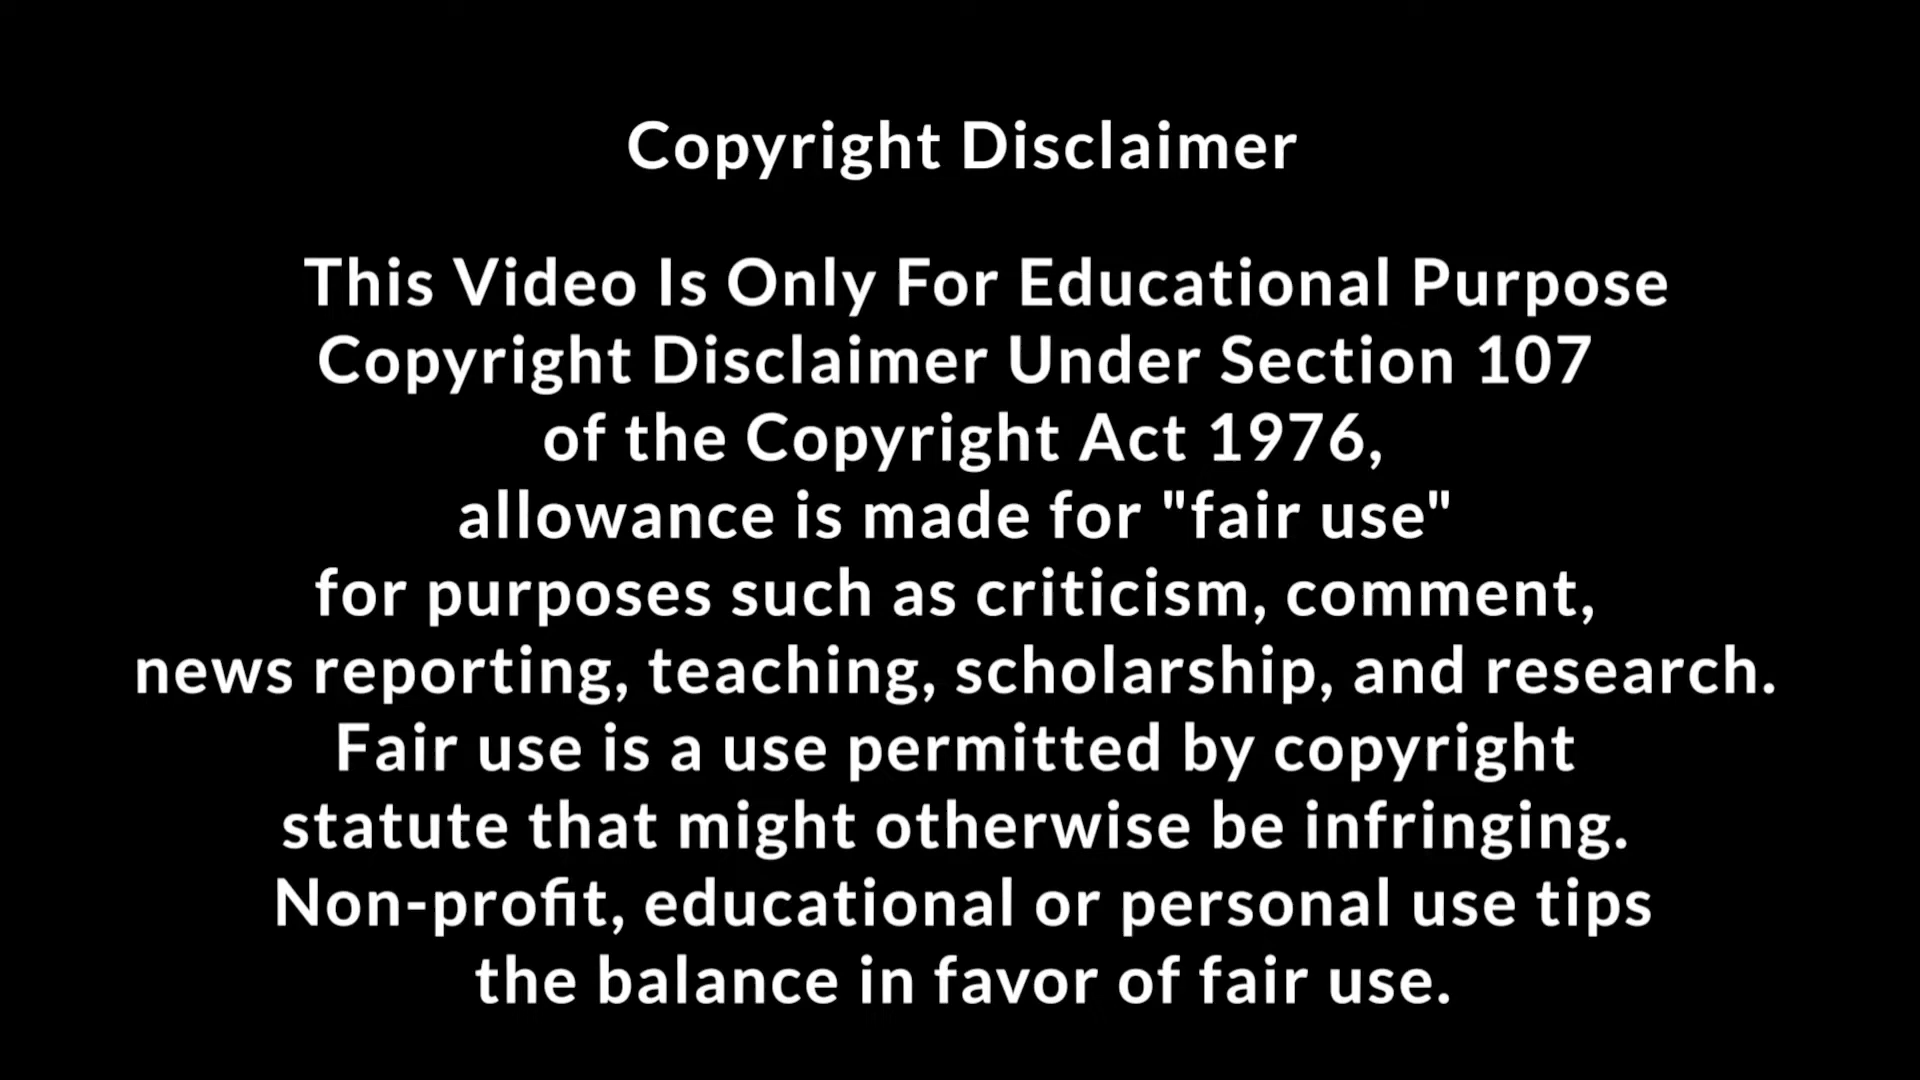 Copyright Disclaimer
This Video Is Only For Educational Purpose
Copyright Disclaimer Under Section 107
of the Copyright Act 1976,
allowance is made for "fair use"
for purposes such as criticism, comment,
news reporting, teaching, scholarship, and research.
Fair use is a use permitted by copyright
statute that might otherwise be infringing.
Non-profit, educational or personal use tips
the balance in favor of fair use.